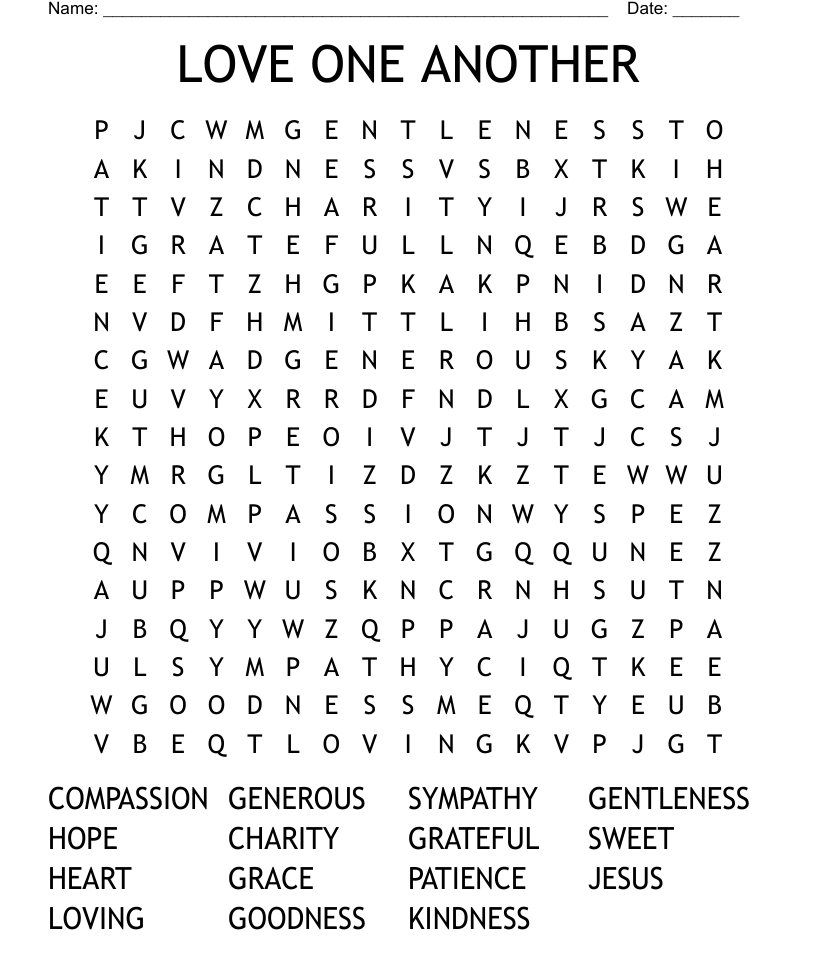 Name: ______________________________________________________ Date: _______
LOVE ONE ANOTHER
P J C W M G E N T L E N E S S T O
A K I N D N E S S V S B X T K I H
T T V Z C H A R I T Y I J R S W E
I G R A T E F U L L N Q E B D G A
E E F T Z H G P K A K P N I D N R
N V D F H M I T T L I H B S A Z T
C G W A D G E N E R O U S K Y A K
E U V Y X R R D F N D L X G C A M
K T H O P E O I V J T J T J C S J
Y M R G L T I Z D Z K Z T E W W U
Y C O M P A S S I O N W Y S P E Z
Q N V I V I O B X T G Q Q U N E Z
A U P P W U S K N C R N H S U T N
J B Q Y Y W Z Q P P A J U G Z P A
U L S Y M P A T H Y C I Q T K E E
W G O O D N E S S M E Q T Y E U B
V B E Q T L O V I N G K V P J G T
COMPASSION GENEROUS SYMPATHY GENTLENESS
HOPE CHARITY GRATEFUL SWEET
HEART GRACE PATIENCE JESUS
LOVING GOODNESS KINDNESS